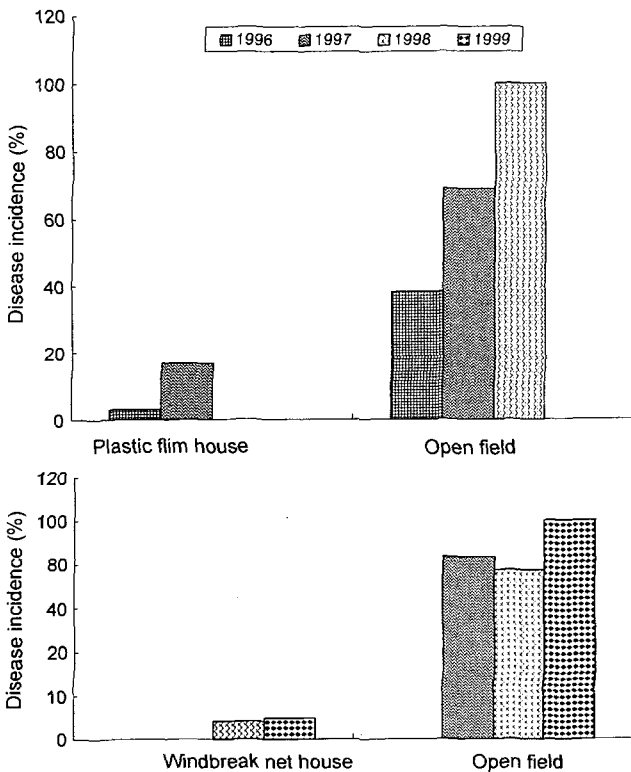 120
1996 1997 1998 1999
100
80
60
40
20
0
Disease incidence (%)
Plastic flim house Open field
120
100
80
40
20
10
0
Disease incidence (%)
Windbreak net house Open field